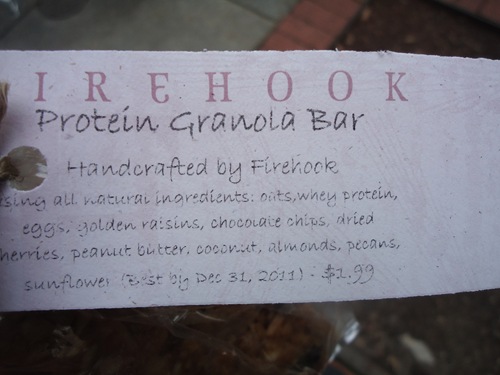 IREHOOK
Protein Granola Bar
Handcrafted by Firehook
sing all natural ingredients: oats, whey protein,
eggs, golden raisins, chocolate chips, dried
herries, peanut butter, coconut, almonds, pecans,
sunflower (Best by Dec 31, 2011) - $1.99